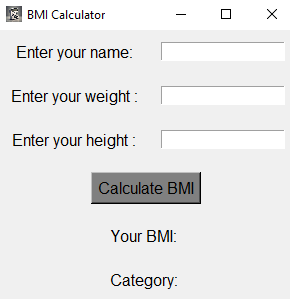 BMI Calculator
Enter your name:
Enter your weight :
Enter your height :
Calculate BMI
Your BMI:
Category: